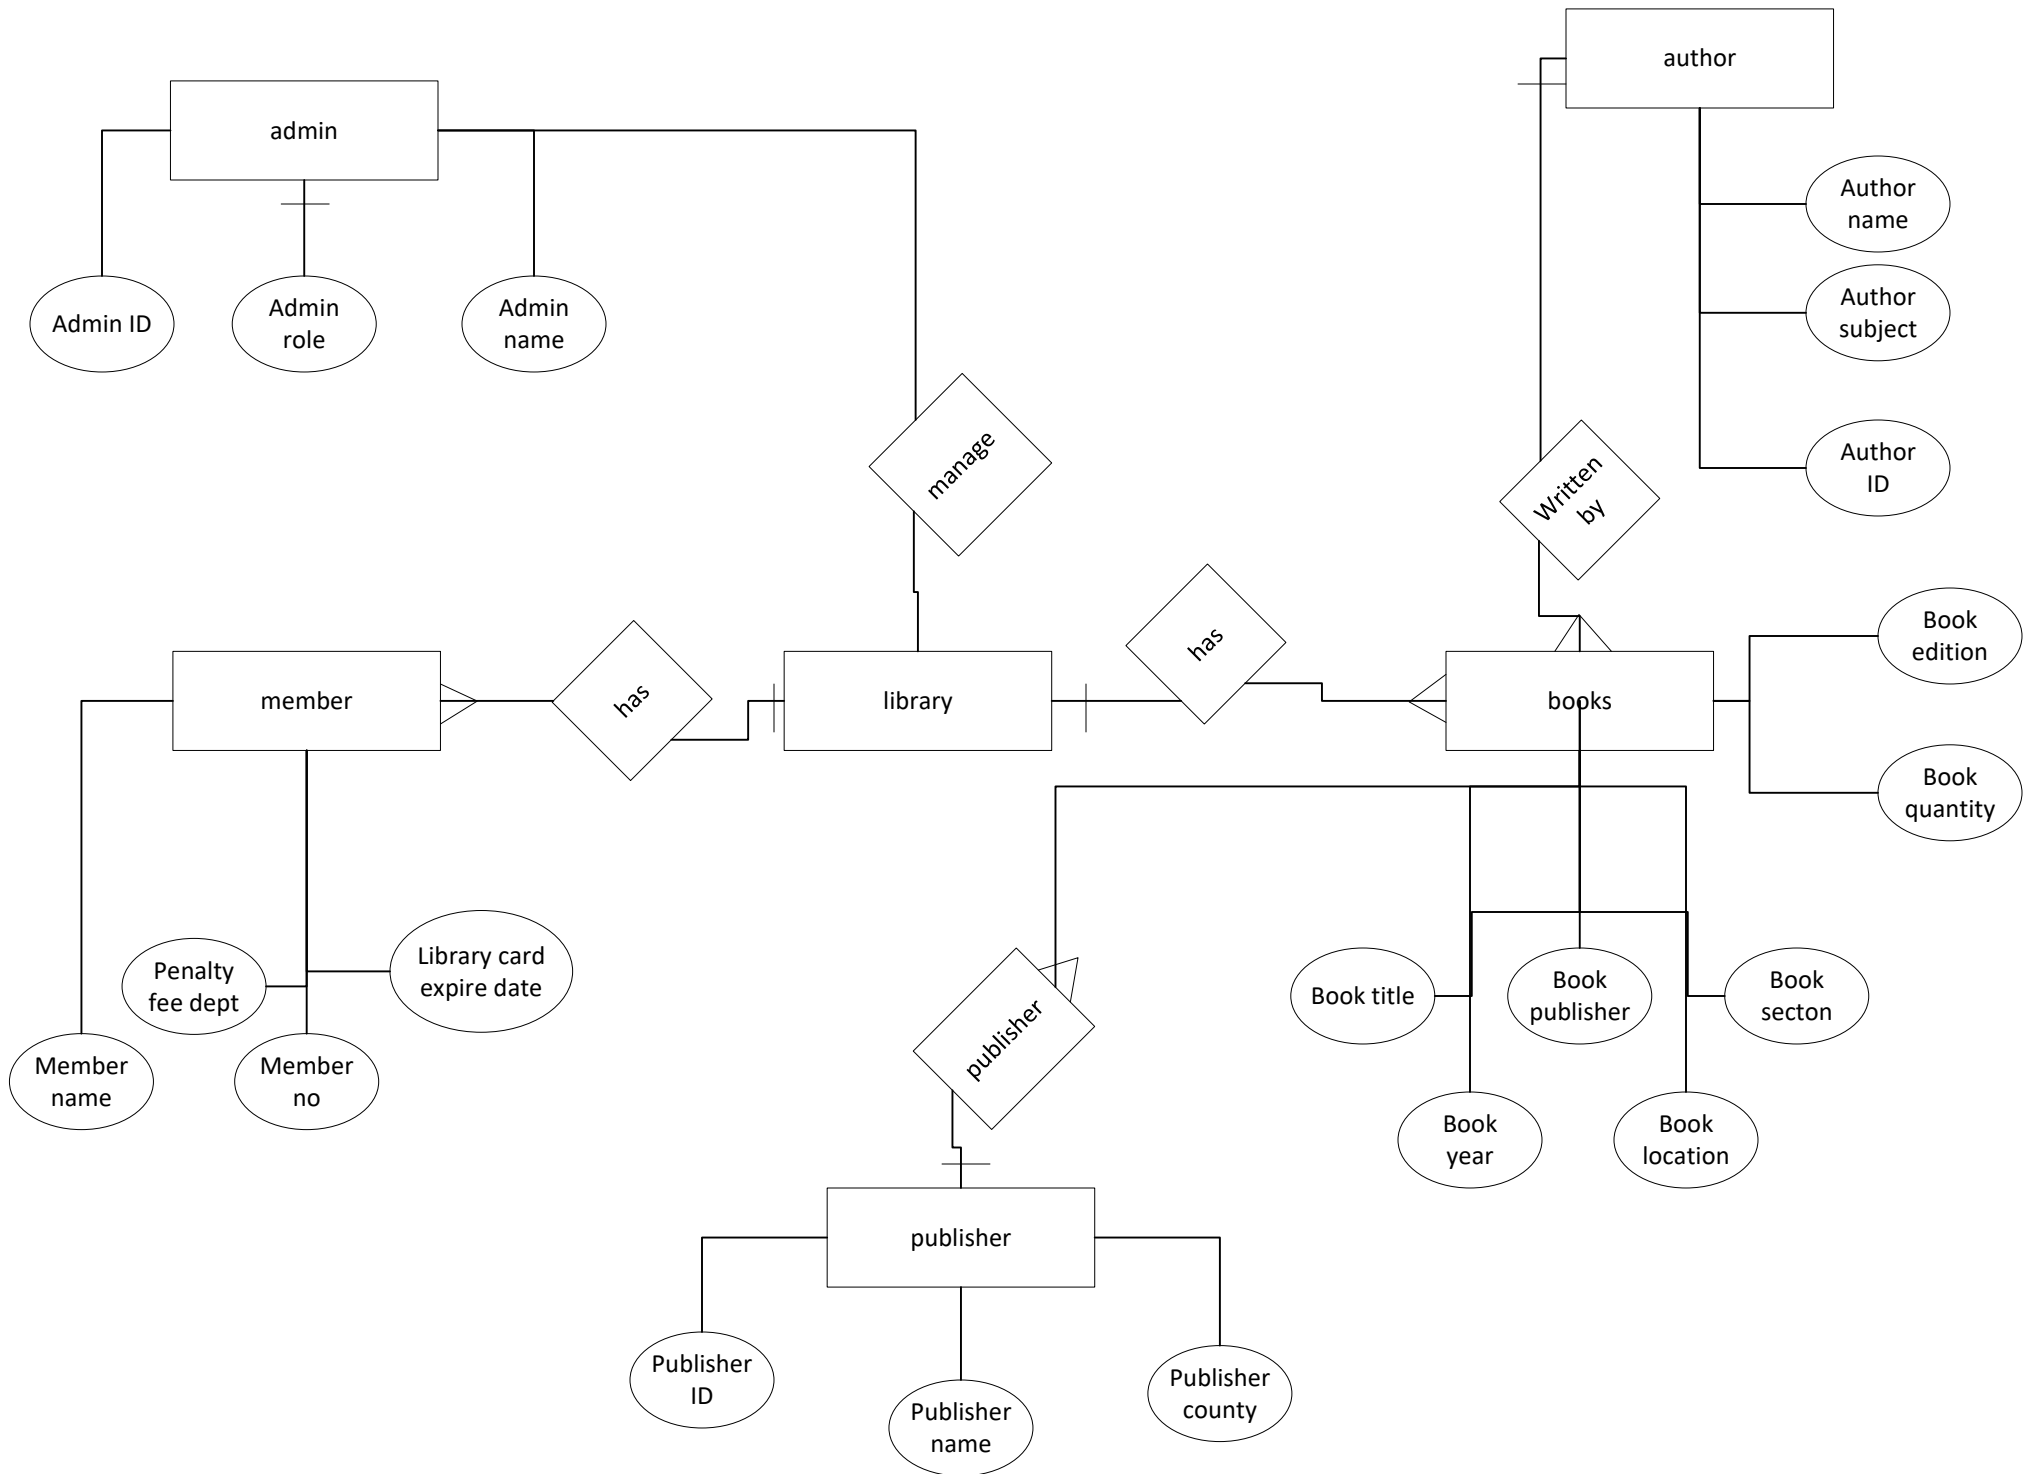 author
admin
Author
name
Admin ID
Admin
role
Admin
name
Author
subject
manage
Author
ID
Written
by
Book
edition
member
has
library
has
books
Book
quantity
Penalty
fee dept
Library card
expire date
Book title
Book
publisher
Book
secton
publisher
Member
name
Member
no
Book
year
Book
location
publisher
Publisher
ID
Publisher
name
Publisher
county